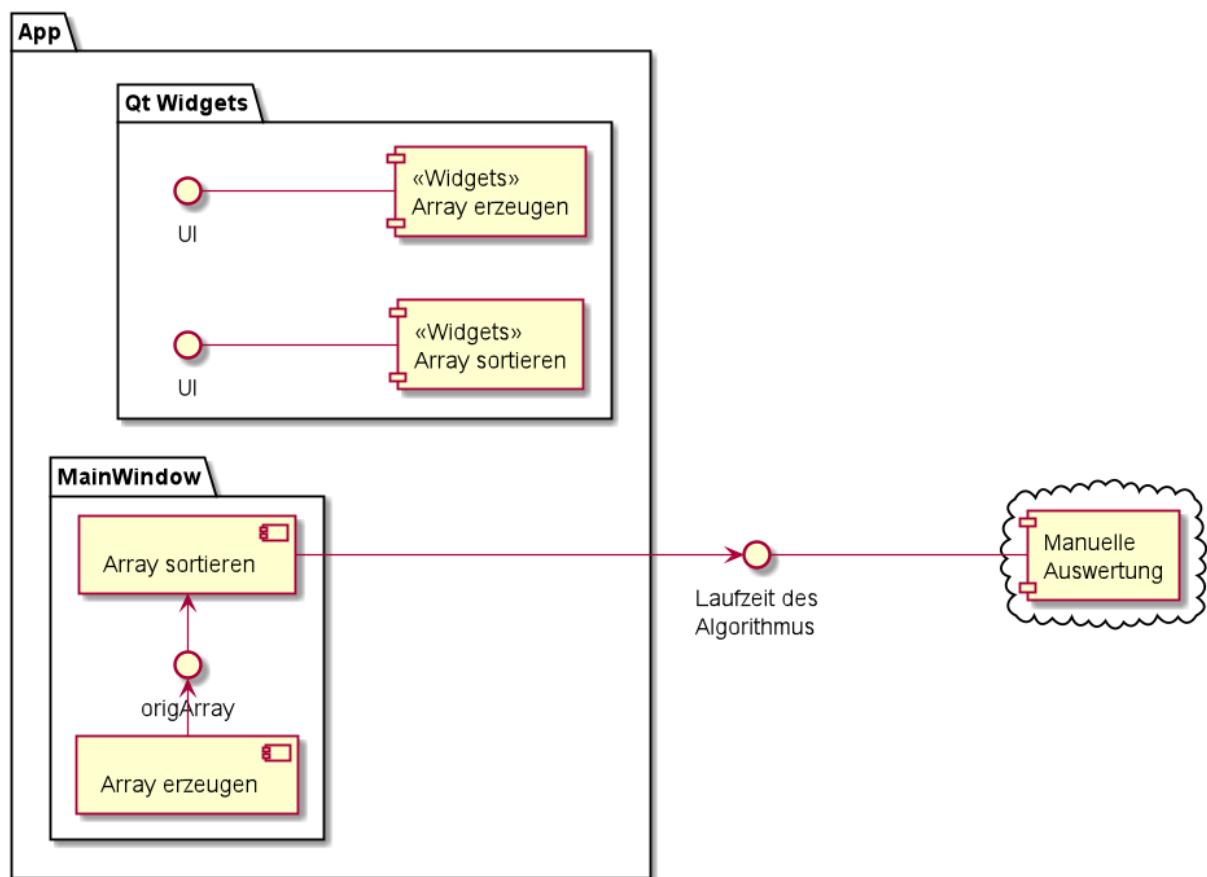 App
Qt Widgets
«Widgets»
Array erzeugen
UI
«Widgets»
Array sortieren
UI
MainWindow
Array sortieren
Laufzeit des
Algorithmus
Manuelle
Auswertung
origArray
Array erzeugen